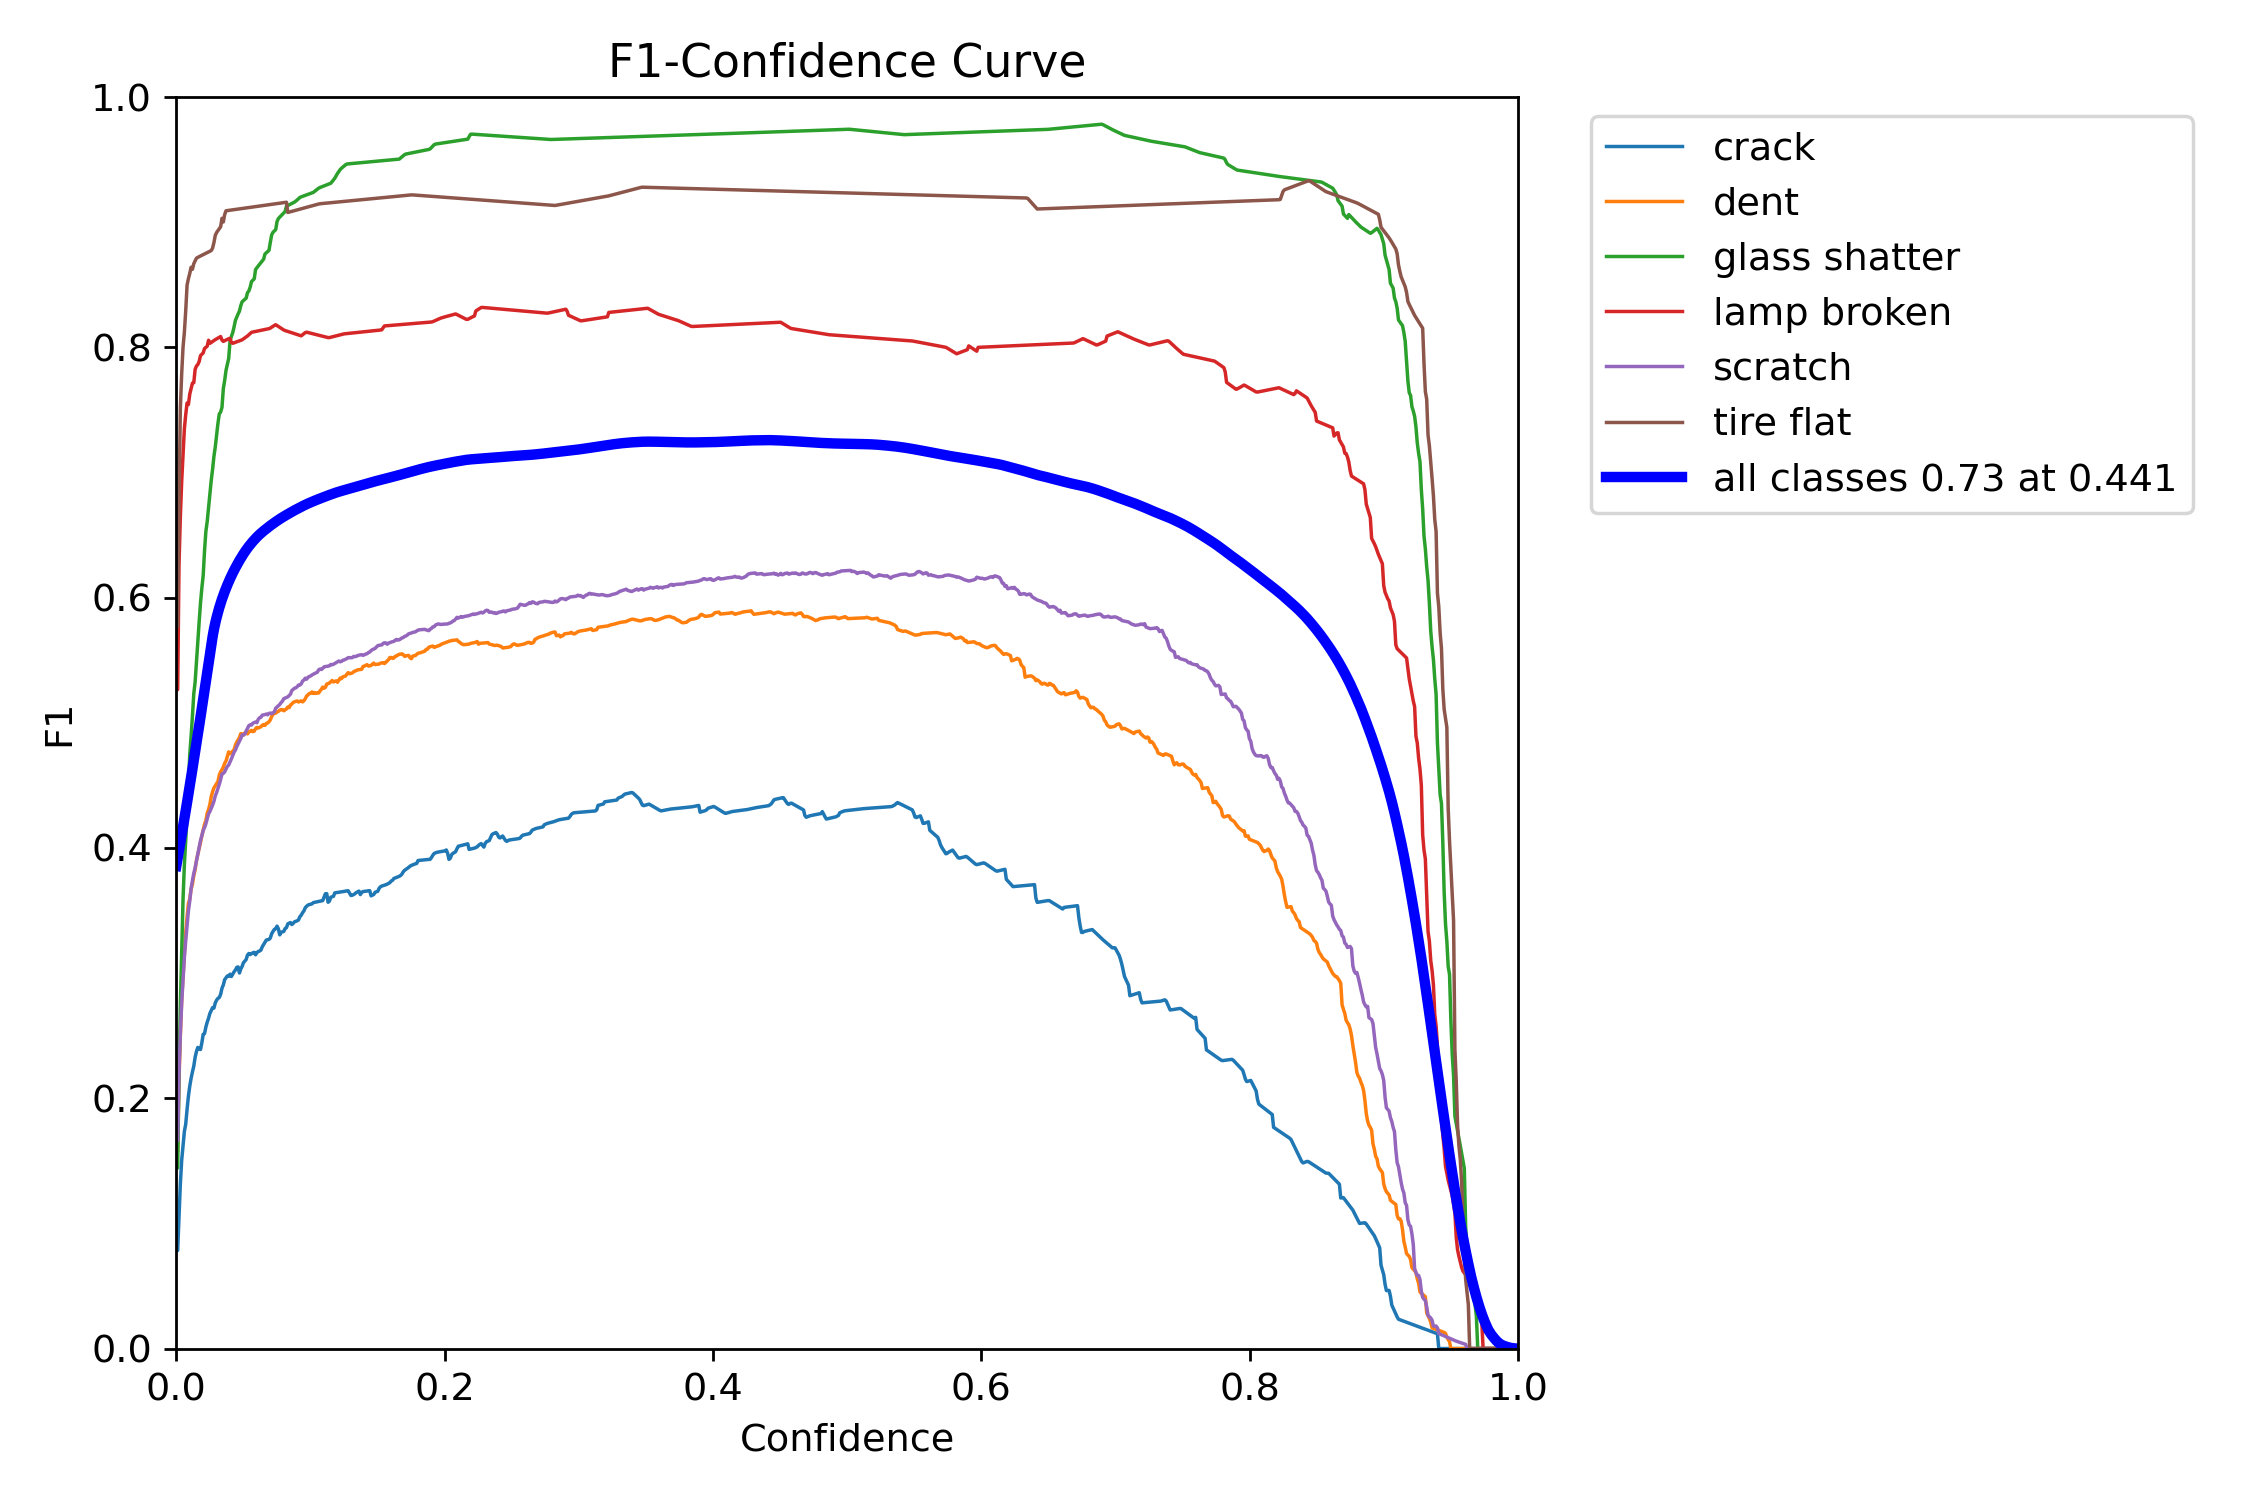 F1-Confidence Curve
1.0
0.8
0.6
0.4
0.2
0.0
F1
0.0 0.2 0.4 0.6 0.8 1.0
Confidence
crack
dent
glass shatter
lamp broken
scratch
tire flat
all classes 0.73 at 0.441